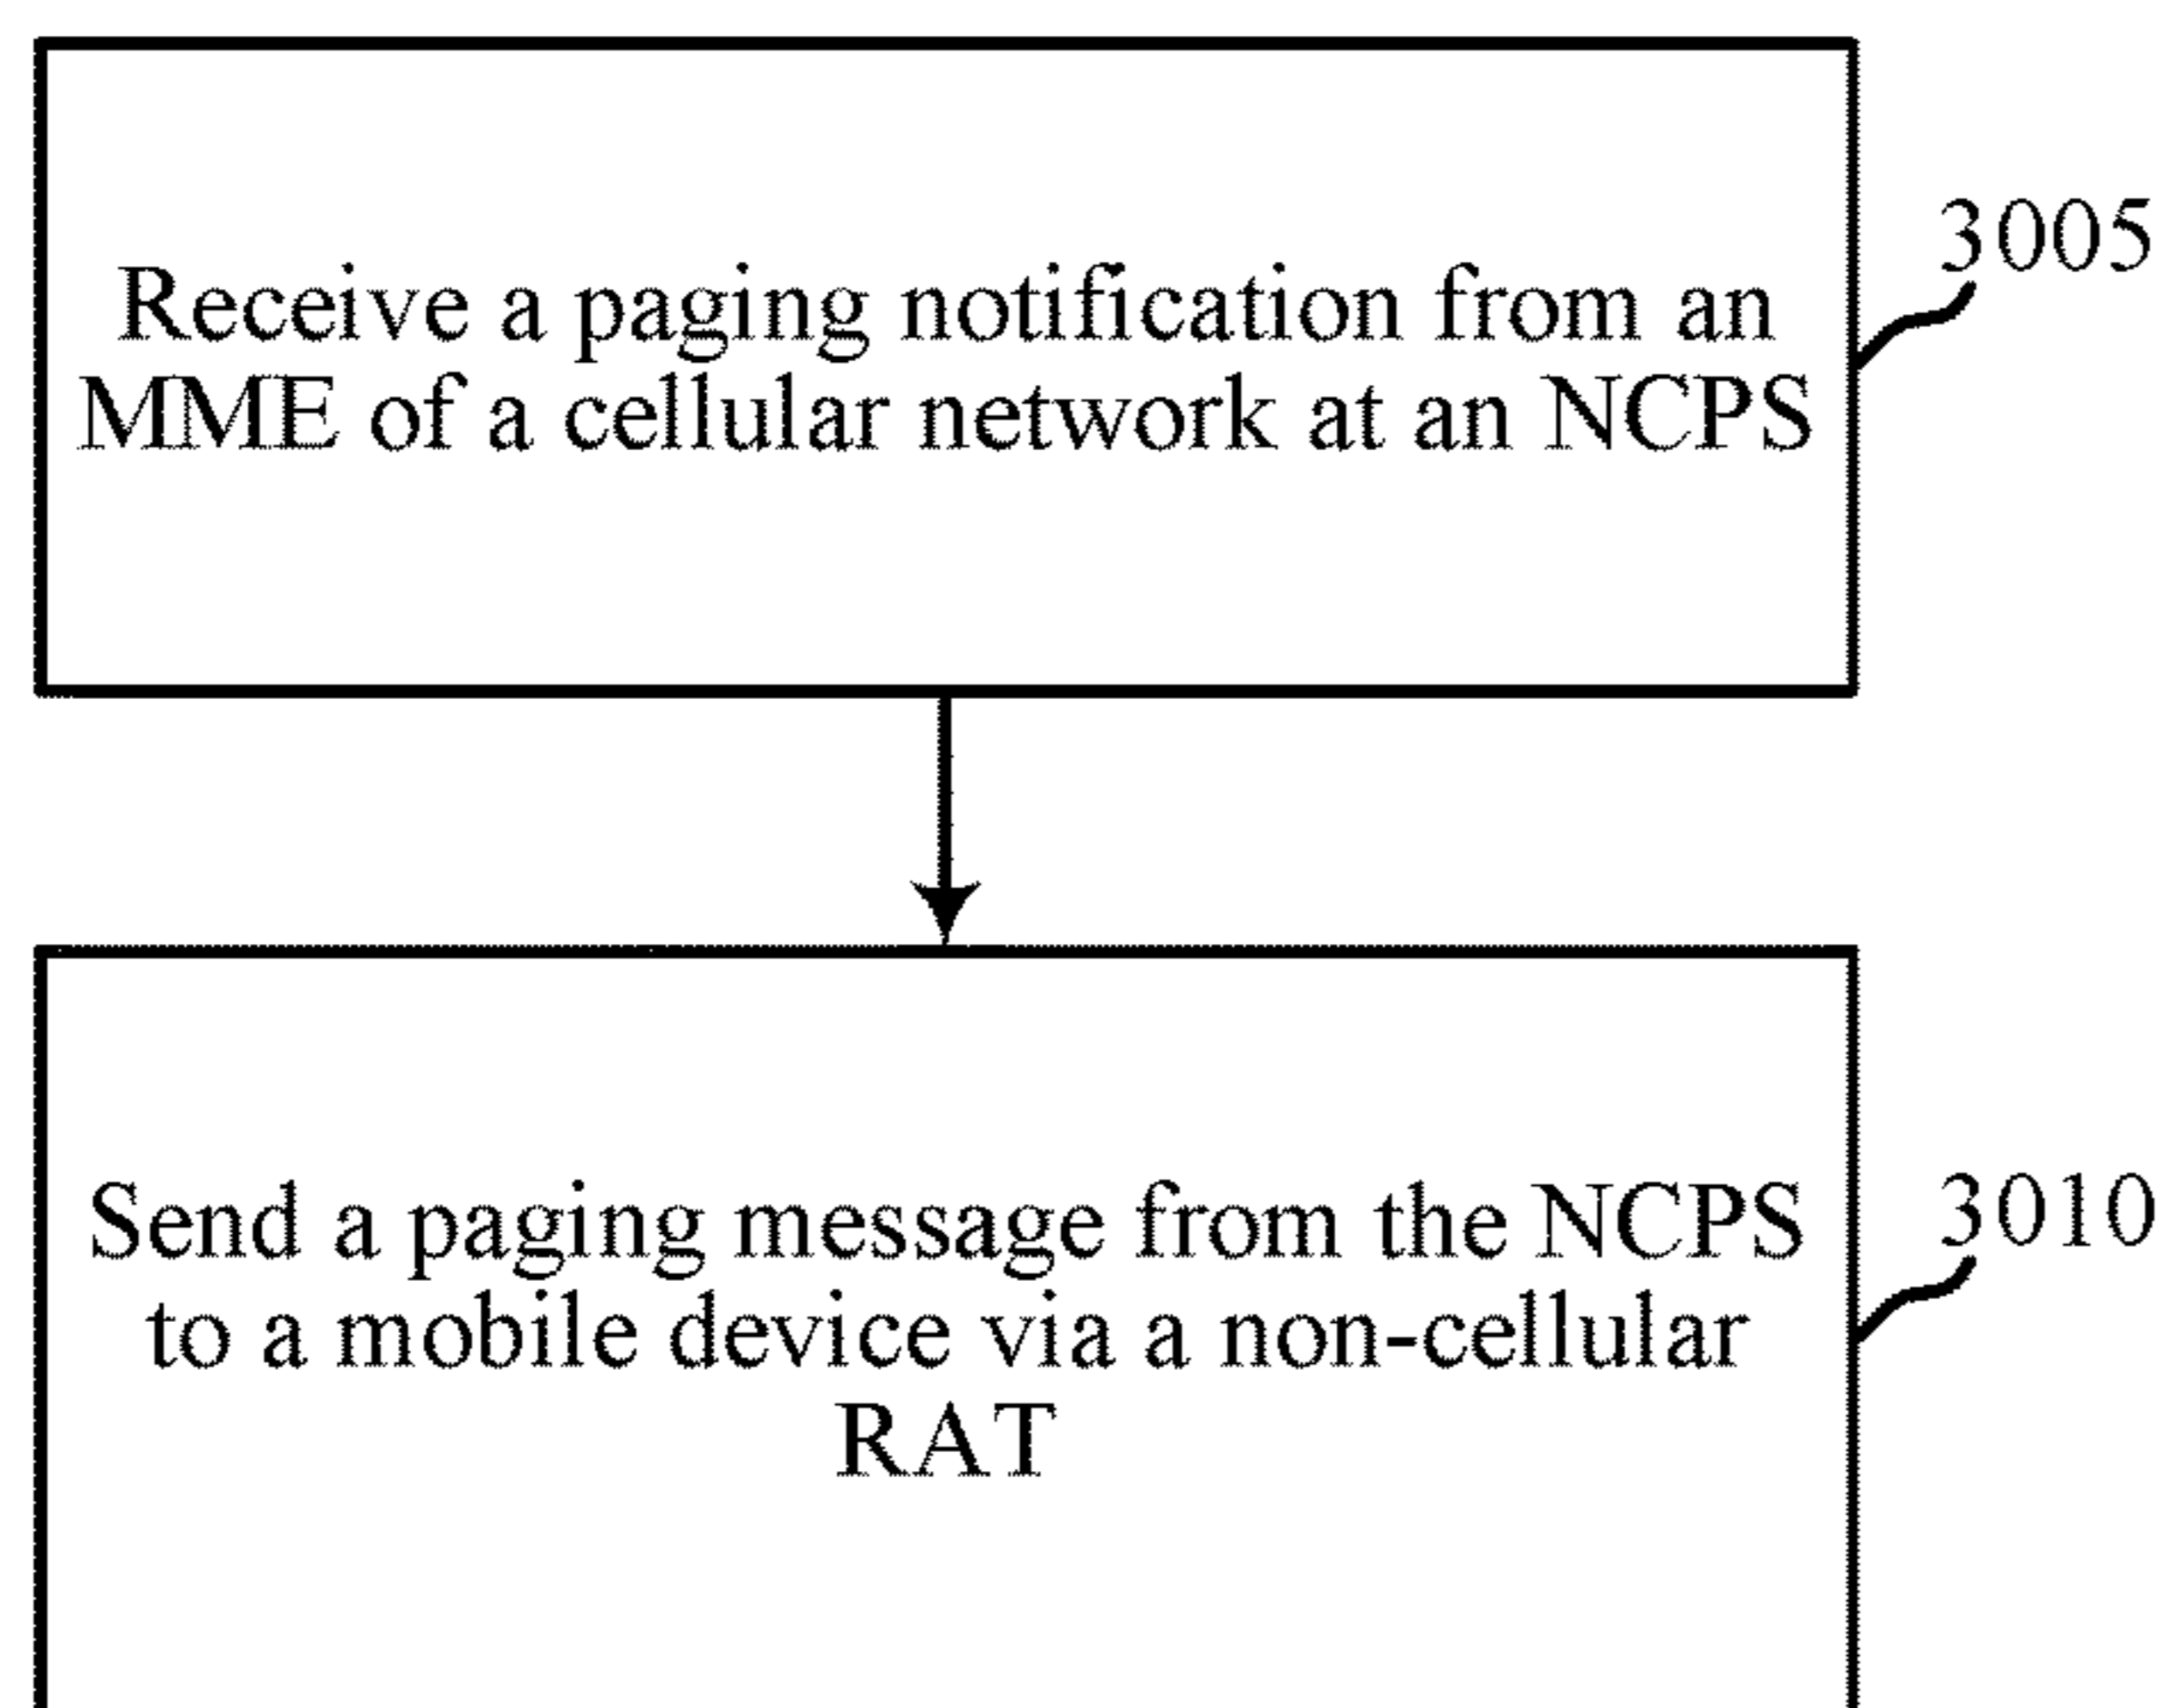 Receive a paging notification from an
MME of a cellular network at an NCPS
3005
Send a paging message from the NCPS
to a mobile device via a non-cellular
RAT
3010